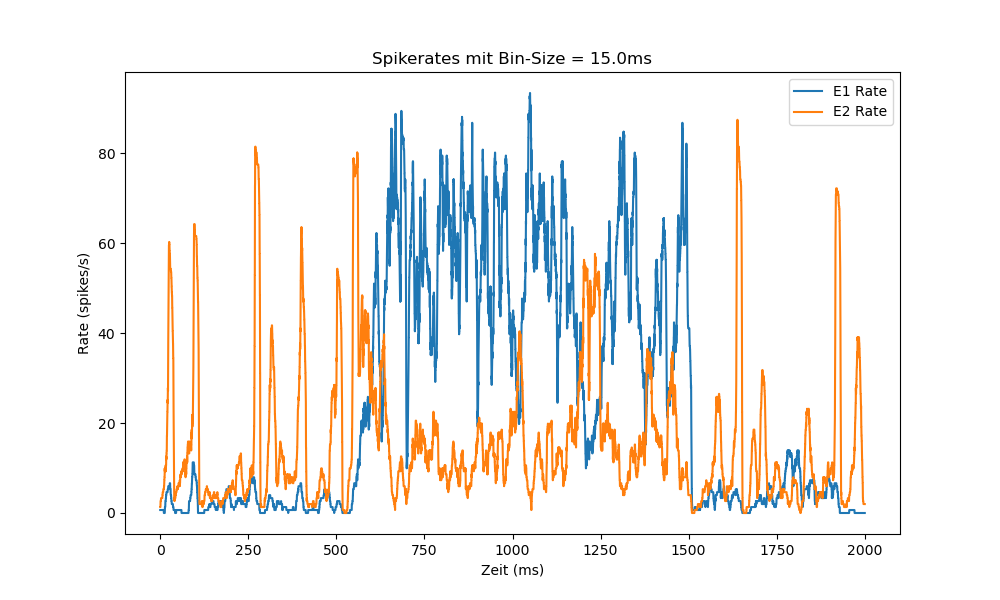 Spikerates mit Bin-Size = 15.0ms
E1 Rate
E2 Rate
Rate (spikes/s)
80
60
40
20
0
0 250 500 750 1000 1250 1500 1750 2000
Zeit (ms)